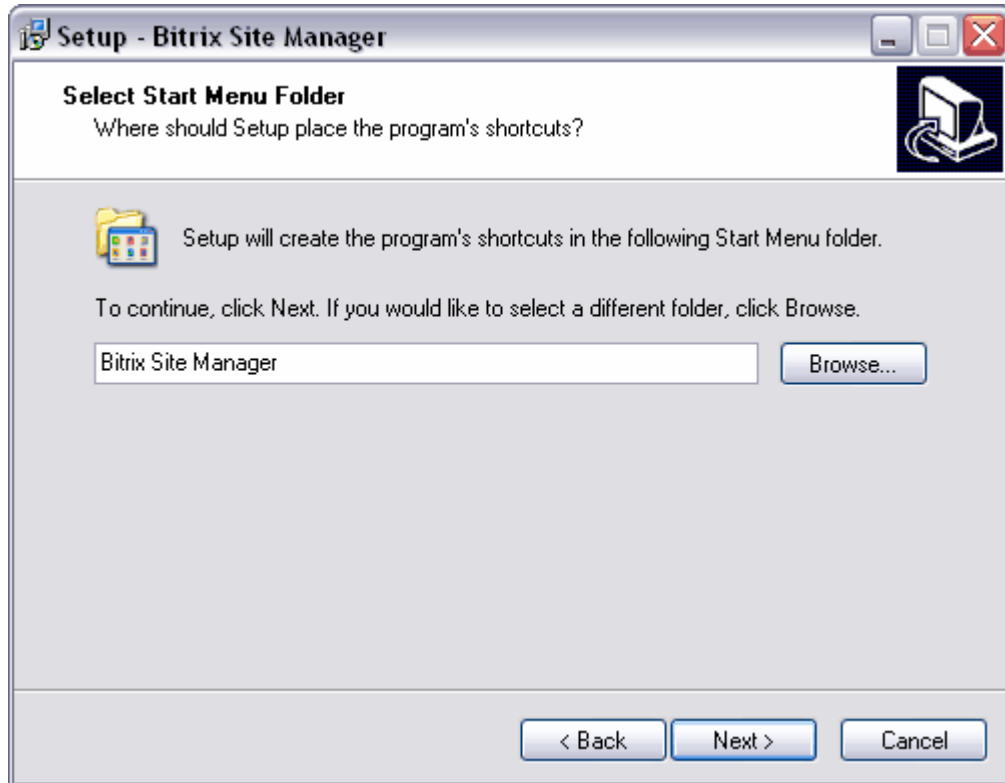 Setup - Bitrix Site Manager
Select Start Menu Folder
Where should Setup place the program's shortcuts?
Setup will create the program's shortcuts in the following Start Menu folder.
To continue, click Next. If you would like to select a different folder, click Browse.
Bitrix Site Manager
Browse...
< Back
Next >
Cancel